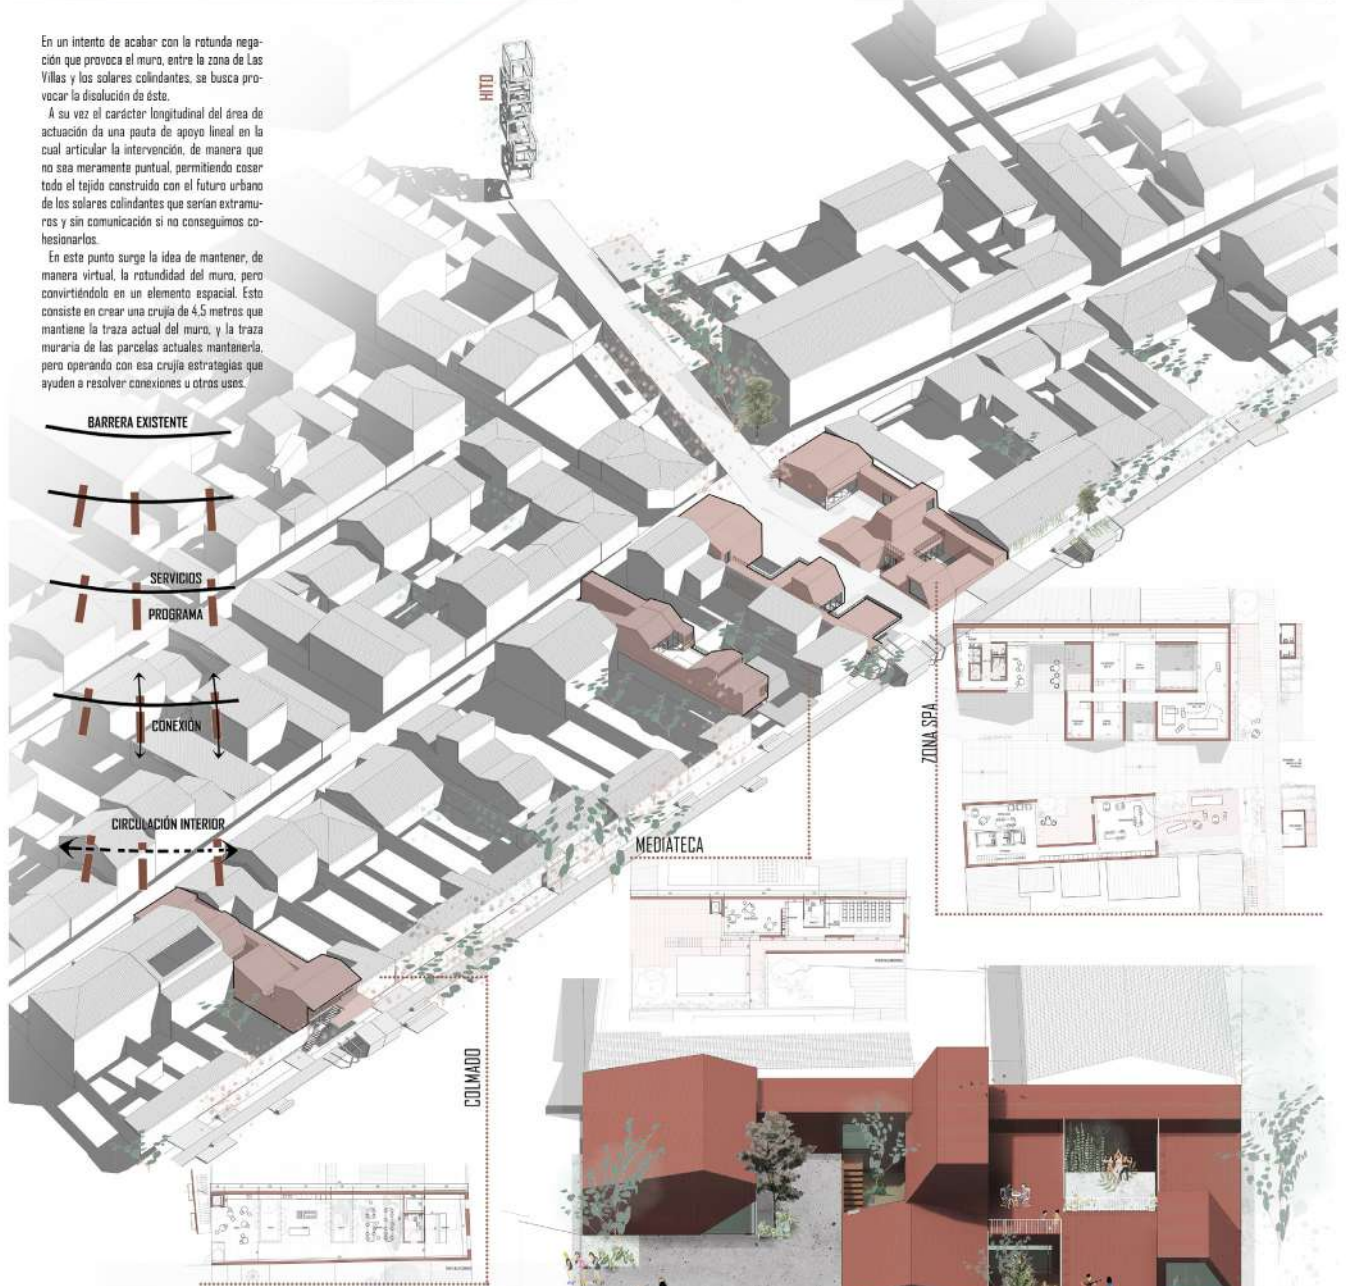 En un intento de acabar con la rotunda nega-
ción que provoca el muro, entre la zona de Las
Villas y los solares colindantes, se busca pro-
vocar la disolución de éste.
A su vez el carácter longitudinal del área de
actuación da una pauta de apoyo lineal en la
cual articular la intervención, de manera que
no sea meramente puntual, permitiendo coser
todo el tejido construido con el futuro urbano
de los solares colindantes que serían extramu-
ros y sin comunicación si no conseguimos co-
hesionarlos.
En este punto surge la idea de mantener, de
manera virtual, la rotundidad del muro, pero
convirtiéndolo en un elemento espacial. Esto
consiste en crear una crujía de 4,5 metros que
mantiene la traza actual del muro, y la traza
muraria de las parcelas actuales mantenerla,
pero operando con esa crujía estrategias que
ayuden a resolver conexiones u otros usos.
HITO
BARRERA EXISTENTE
SERVICIOS
PROGRAMA
CONEXIÓN
CIRCULACIÓN INTERIOR
ZONA SPA
MEDIATECA
COLMADO